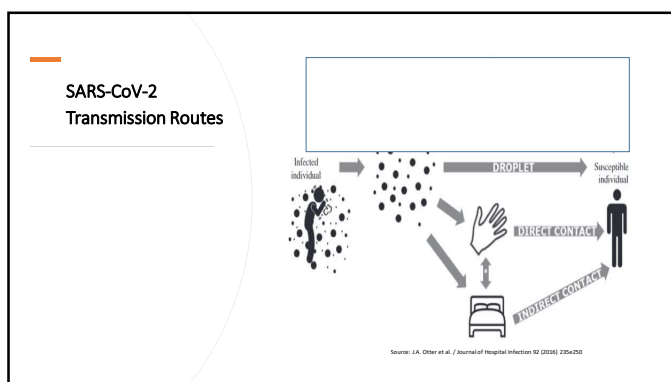 SARS-CoV-2
Transmission Routes
Infected
individual
DROPLET
Susceptible
individual
DIRECT CONTACT
INDIRECT CONTACT
Source: J.A. Otter et al. / Journal of Hospital Infection 92 (2016) 235e250